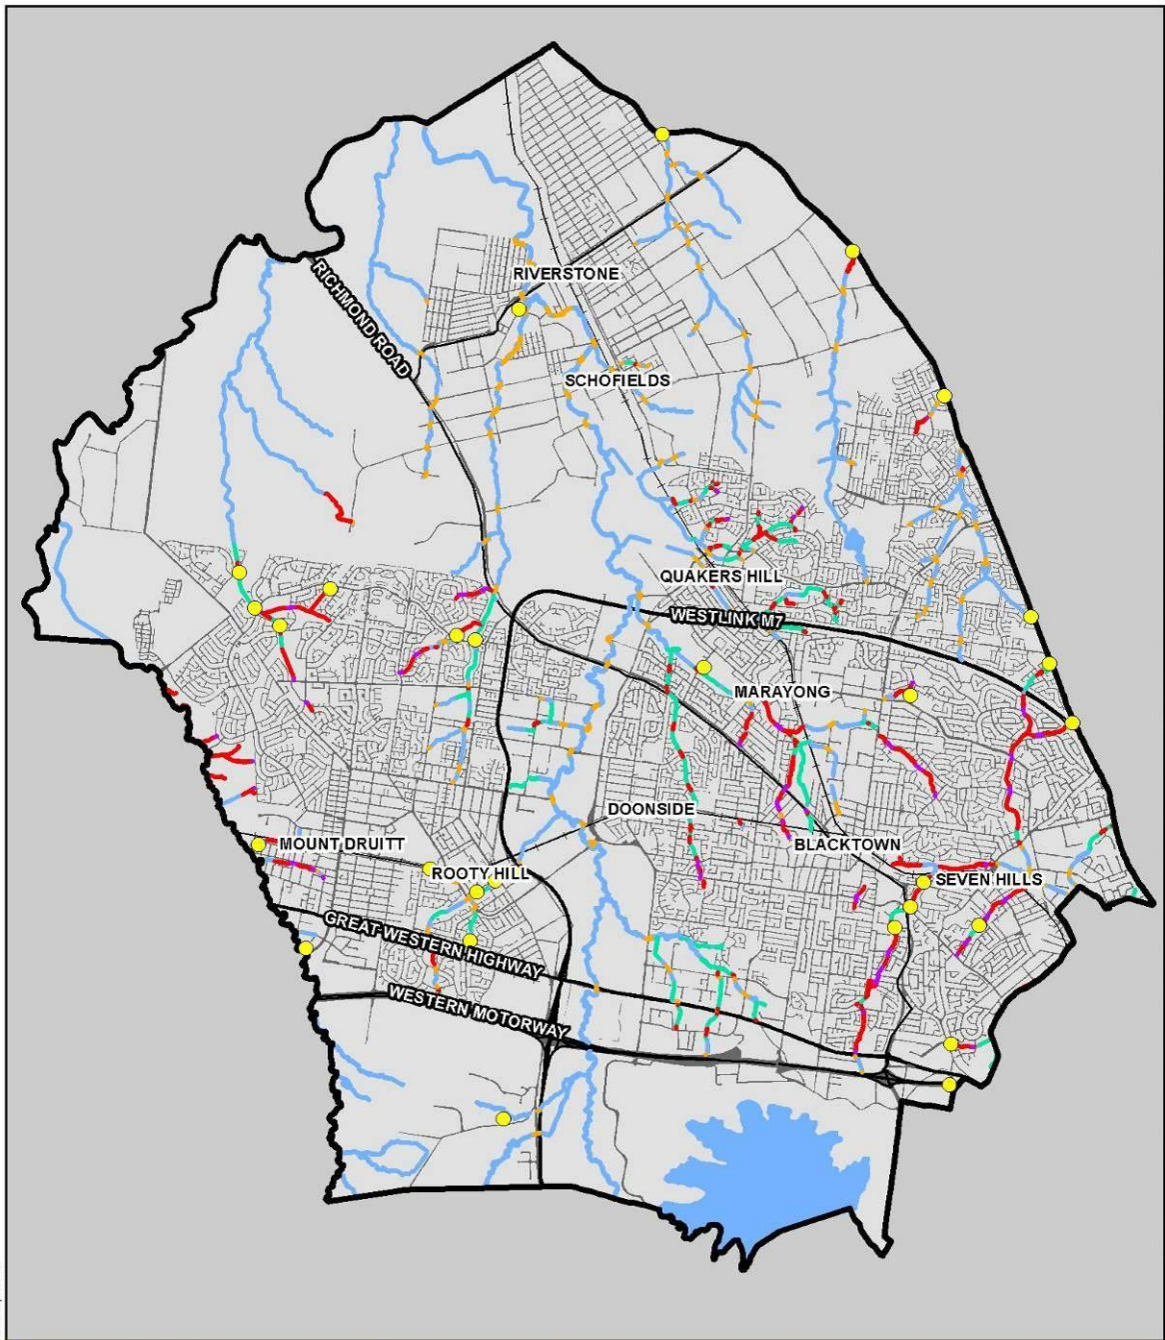 RIVERSTONE
RICHMOND ROAD
SCHOFIELDS
QUAKERS HILL
WESTLINK M7
MARAYONG
DOONSIDE
MOUNT DRUITT
BLACKTOWN
ROOTY HILL
SEVEN HILLS
GREAT WESTERN HIGHWAY
WESTERN MOTORWAY